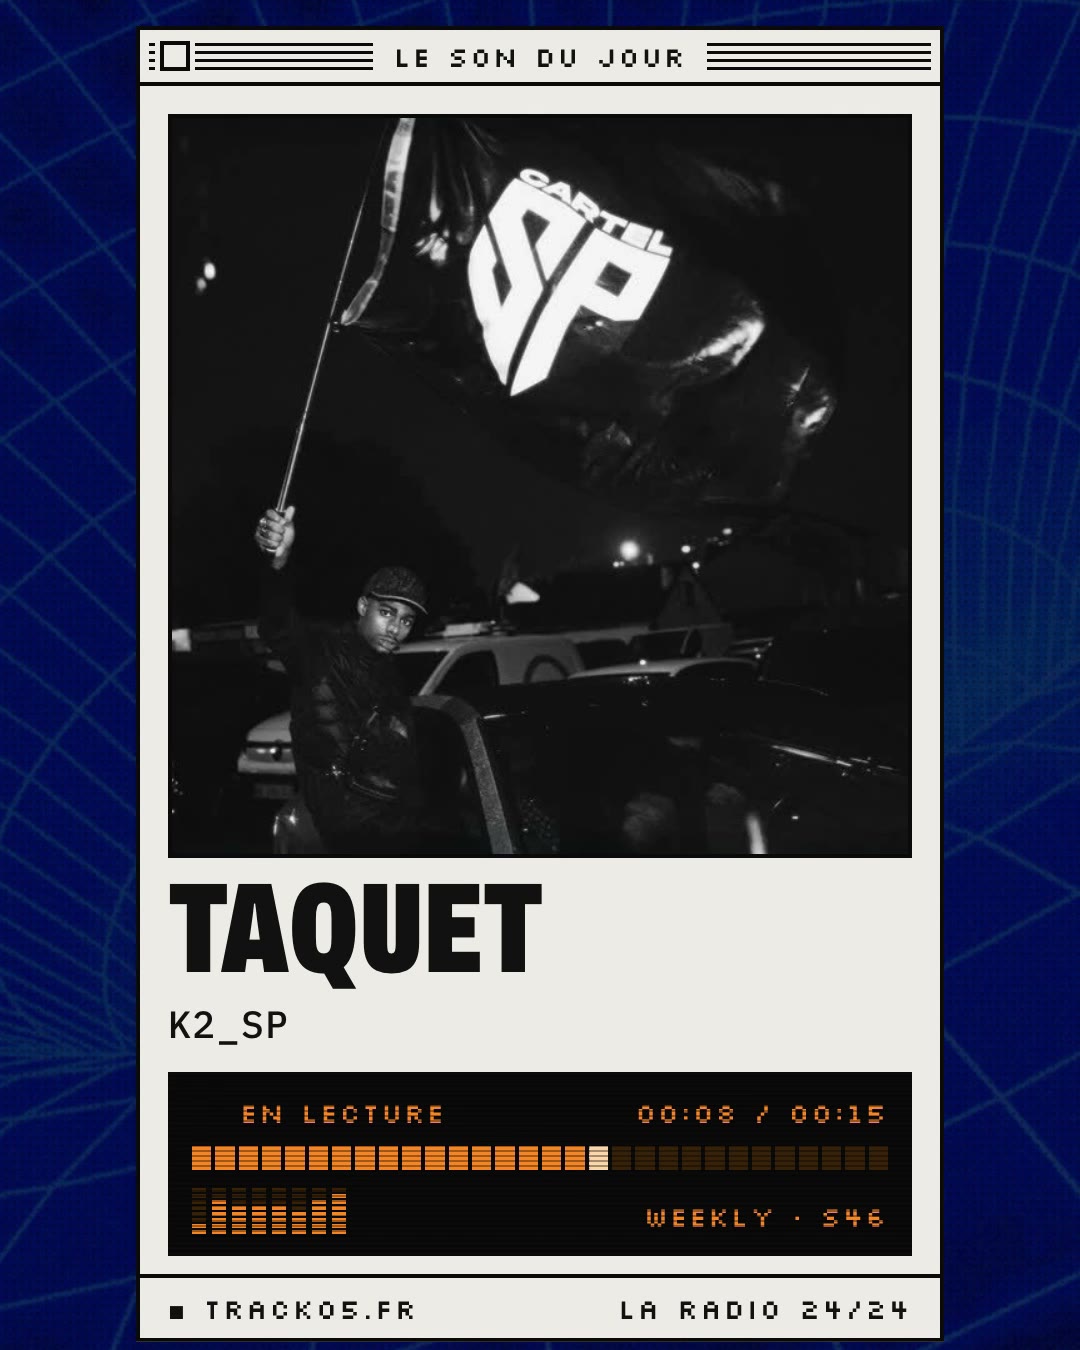 LE SON DU JOUR
CARTEL
SP
TAQUET
K2_SP
EN LECTURE
00:08 / 00:15
WEEKLY · S46
■ TRACK05.FR
LA RADIO 24/24